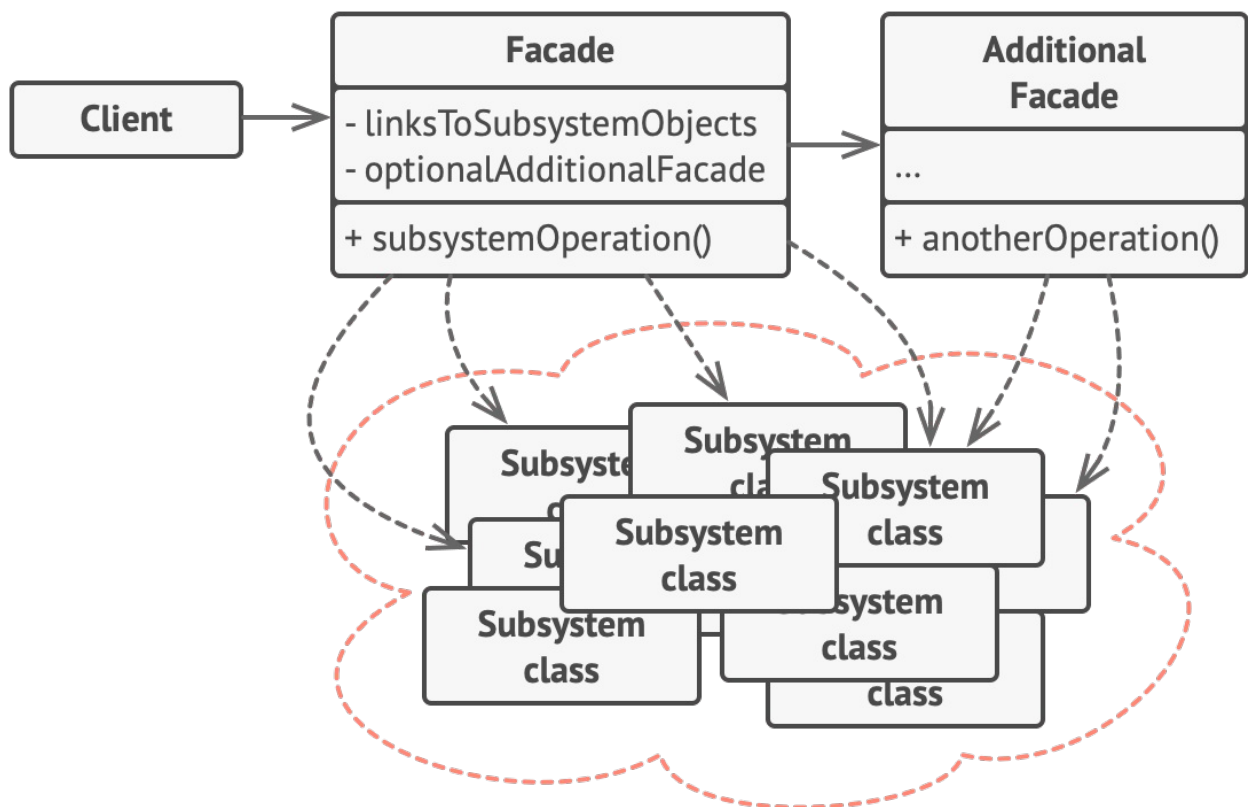 Facade
Additional
Facade
Client
- linksToSubsystemObjects
- optionalAdditionalFacade
...
+ subsystemOperation()
+ anotherOperation()
Subsystem
class
Subsystem
class
Subsystem
class
Subsystem
class
Subsystem
class
class